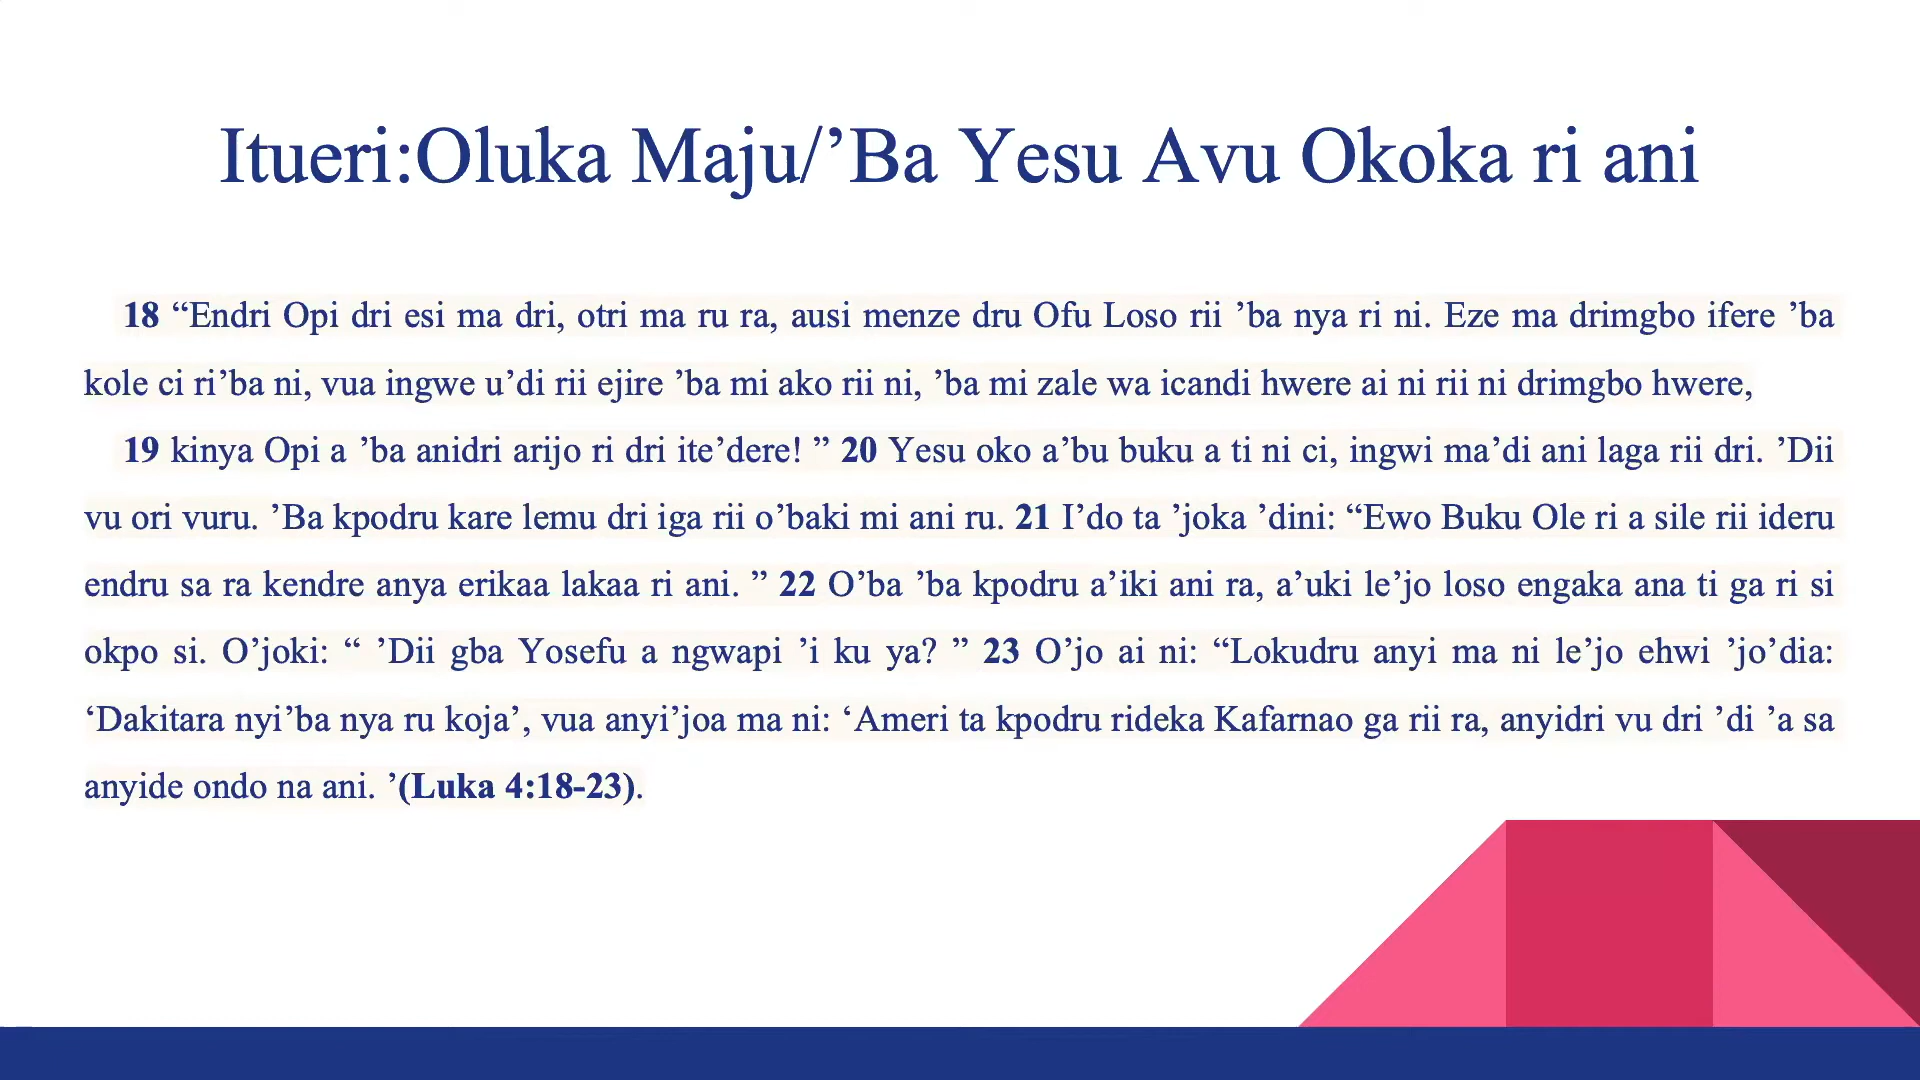 Itueri:Oluka Maju/’Ba Yesu Avu Okoka ri ani
18 “Endri Opi dri esi ma dri, otri ma ru ra, ausi menze dru Ofu Loso rii ’ba nya ri ni. Eze ma drimgbo ifere ’ba
kole ci ri’ba ni, vua ingwe u’di rii ejire ’ba mi ako rii ni, ’ba mi zale wa icandi hwere ai ni rii ni drimgbo hwere,
19 kinya Opi a ’ba anidri arijo ri dri ite’dere! ” 20 Yesu oko a’bu buku a ti ni ci, ingwi ma’di ani laga rii dri. ’Dii
vu ori vuru. ’Ba kpodru kare lemu dri iga rii o’baki mi ani ru. 21 I’do ta ’joka ’dini: “Ewo Buku Ole ri a sile rii ideru
endru sa ra kendre anya erikaa lakaa ri ani. ” 22 O’ba ’ba kpodru a’iki ani ra, a’uki le’jo loso engaka ana ti ga ri si
okpo si. O’joki: “ ’Dii gba Yosefu a ngwapi ’i ku ya? ” 23 O’jo ai ni: “Lokudru anyi ma ni le’jo ehwi ’jo’dia:
‘Dakitara nyi’ba nya ru koja’, vua anyi’joa ma ni: ‘Ameri ta kpodru rideka Kafarnao ga rii ra, anyidri vu dri ’di ’a sa
anyide ondo na ani. ’(Luka 4:18-23).